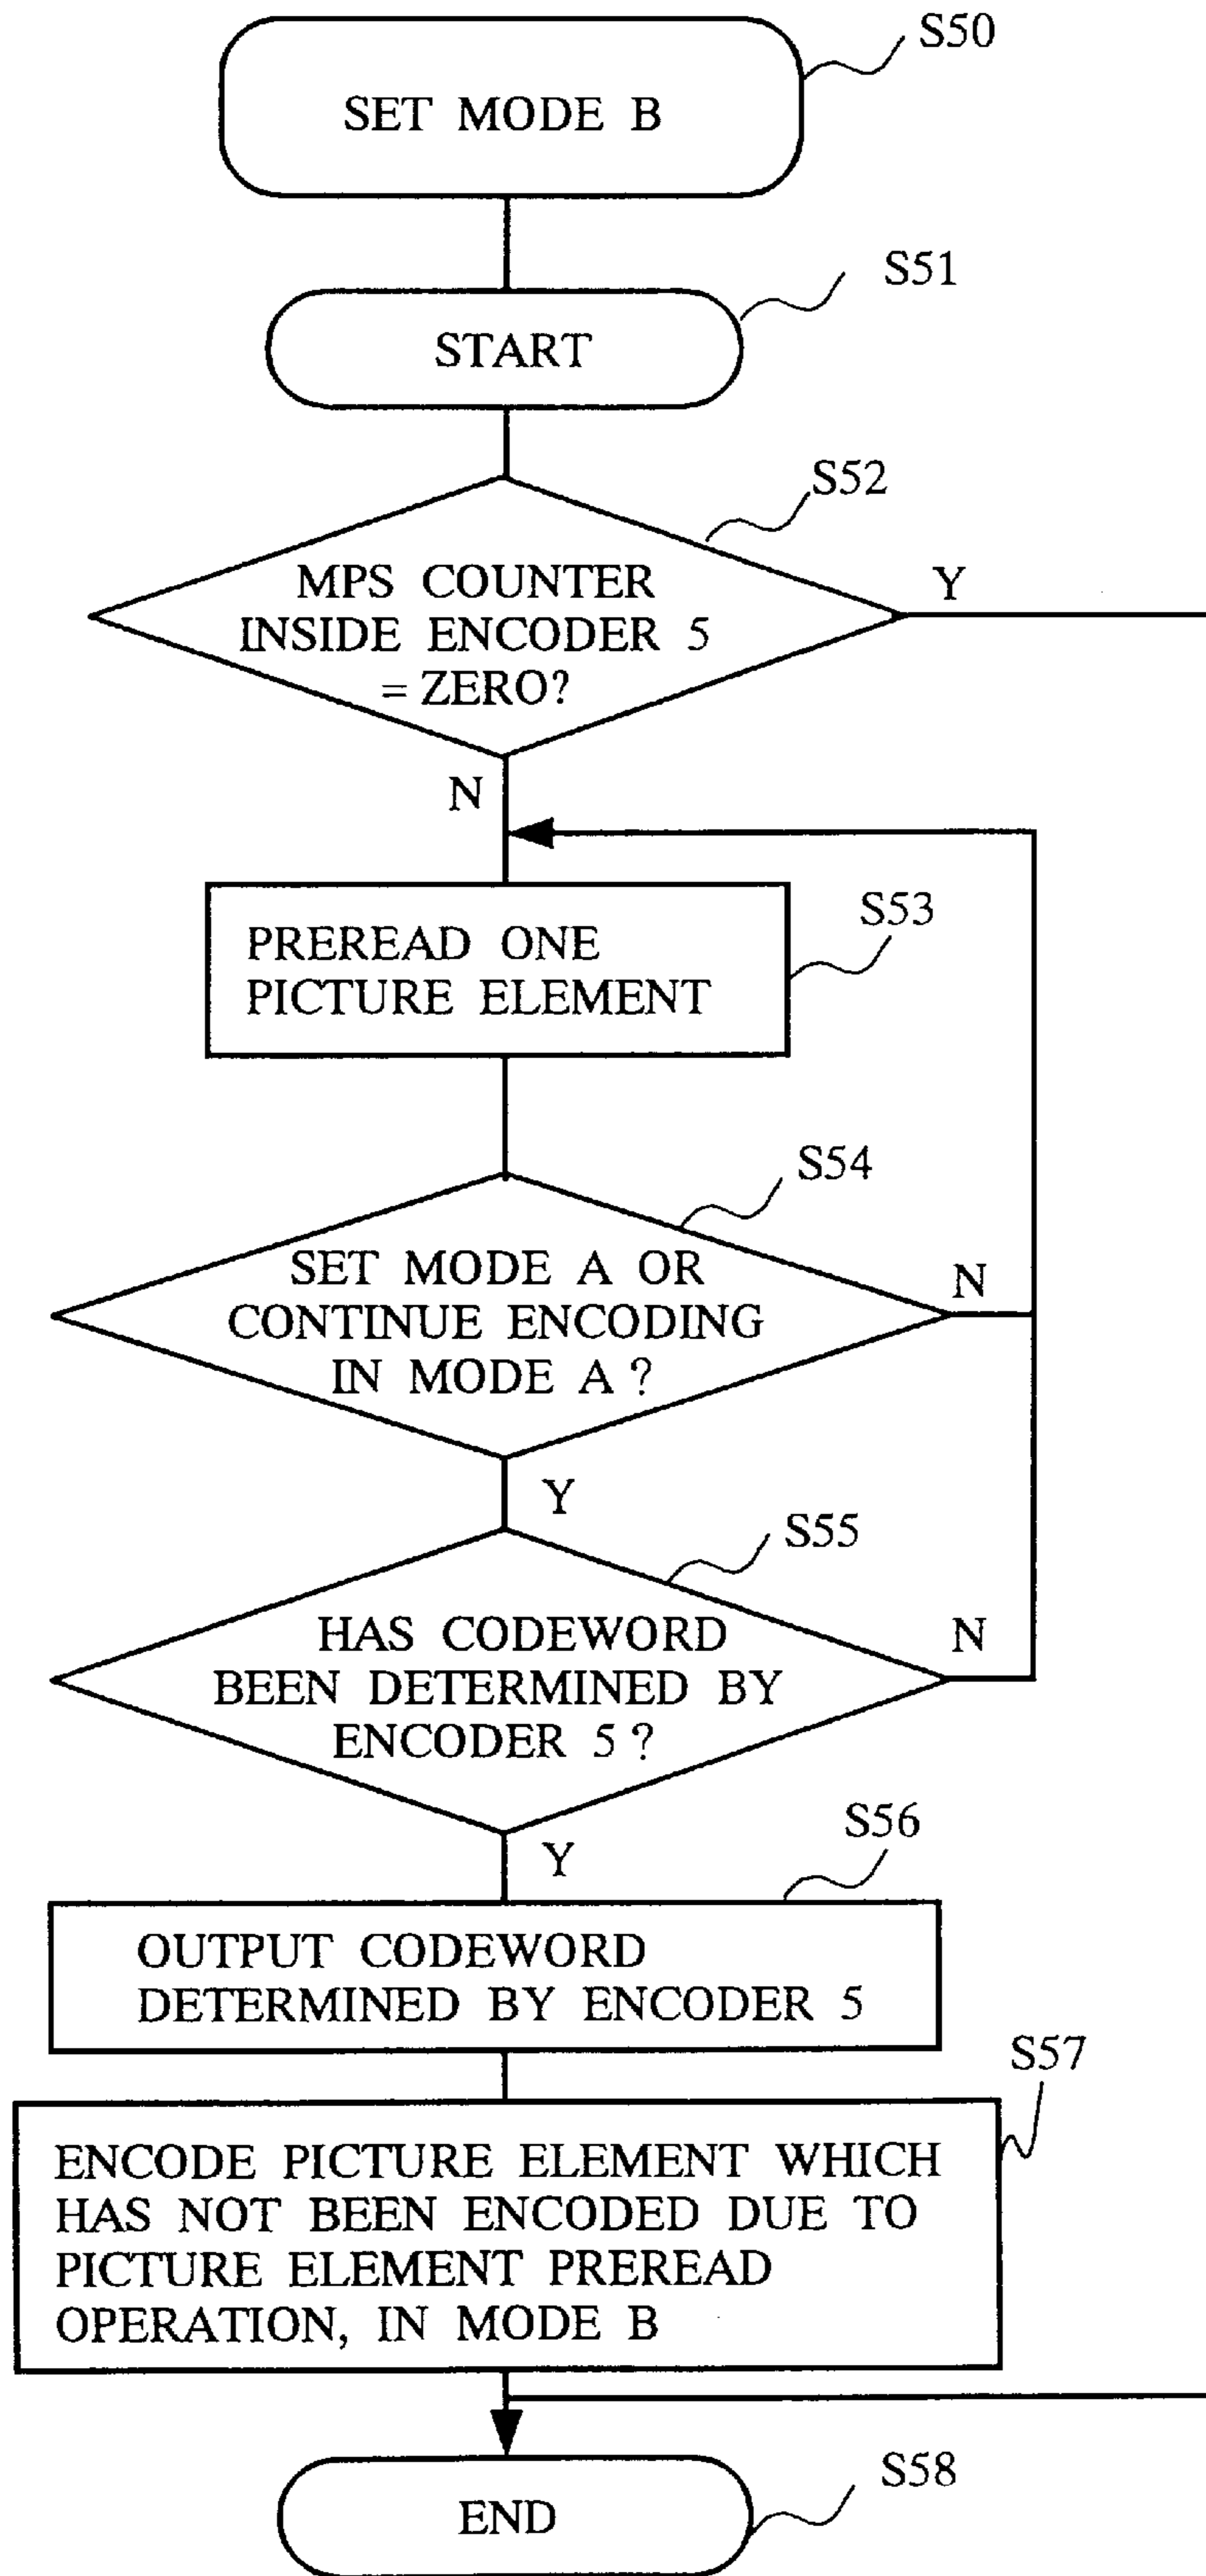 S50
SET MODE B
S51
START
S52
MPS COUNTER
INSIDE ENCODER 5
= ZERO?
Y
N
S53
PREREAD ONE
PICTURE ELEMENT
S54
SET MODE A OR
CONTINUE ENCODING
IN MODE A ?
N
Y
S55
HAS CODEWORD
BEEN DETERMINED BY
ENCODER 5 ?
N
Y
S56
OUTPUT CODEWORD
DETERMINED BY ENCODER 5
S57
ENCODE PICTURE ELEMENT WHICH
HAS NOT BEEN ENCODED DUE TO
PICTURE ELEMENT PREREAD
OPERATION, IN MODE B
S58
END